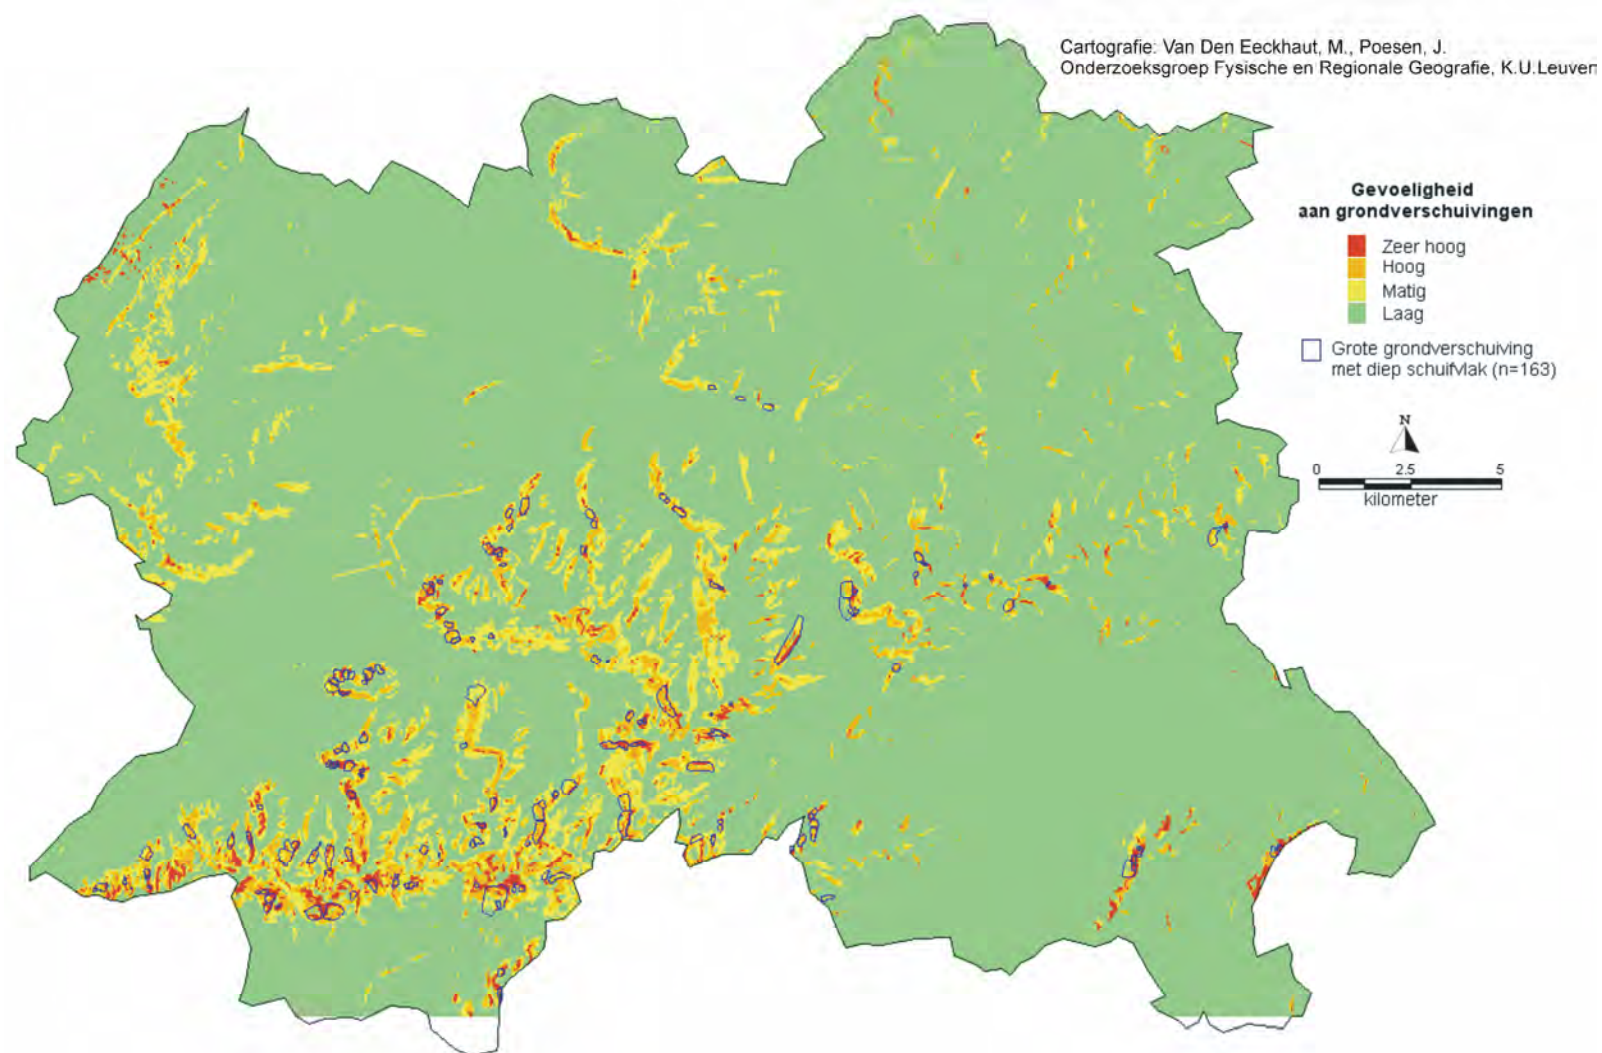 Cartografie: Van Den Eeckhaut, M., Poesen, J.
Onderzoeksgroep Fysische en Regionale Geografie, K.U.Leuven
Gevoeligheid
aan grondverschuivingen
Zeer hoog
Hoog
Matig
Laag
Grote grondverschuiving
met diep schuifvlak (n=163)
N
0 2.5 5
kilometer